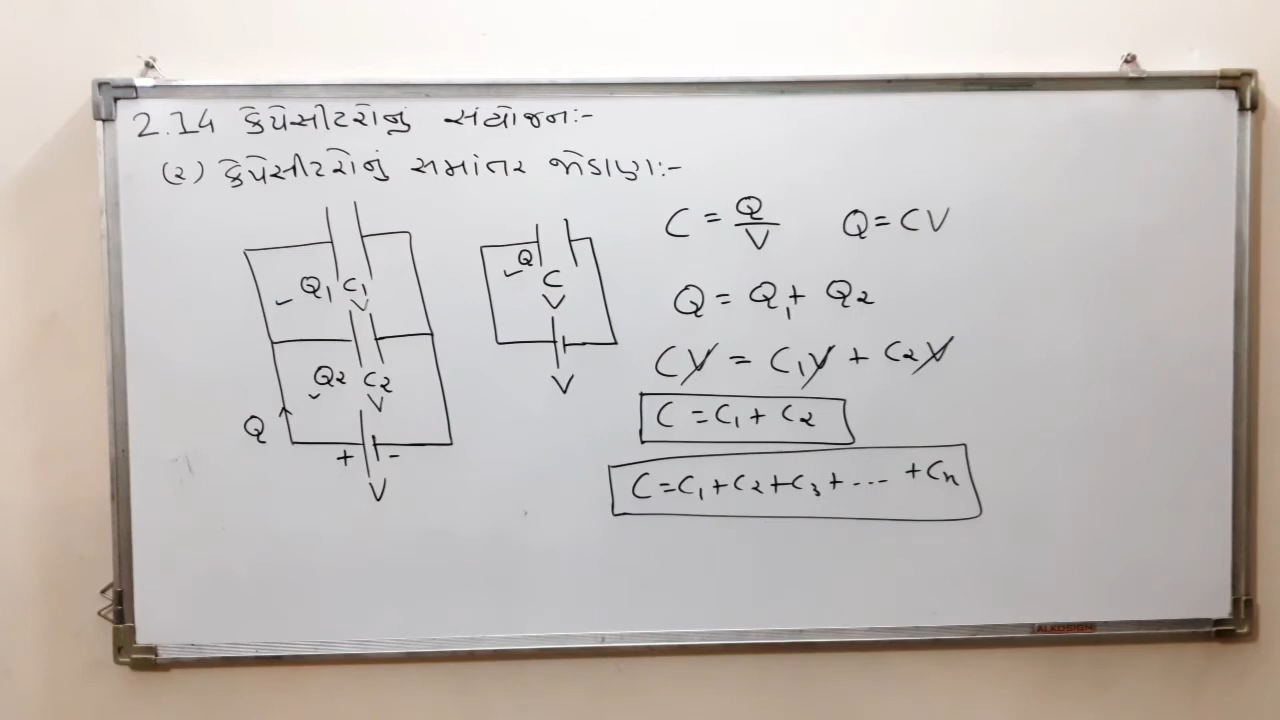 2.14 કેપેસીટરોનું સંયોજન:-
(૨) કેપેસીટરોનું સમાંતર જોડાણ:-
Q₁ C₁
V
Q₂ C₂
V
Q
+ -
V
Q
C
V
V
C = Q/V Q = CV
Q = Q₁ + Q₂
CV = C₁V + C₂V
C = C₁ + C₂
C = C₁ + C₂ + C₃ + ... + Cn
ALKOSIGN